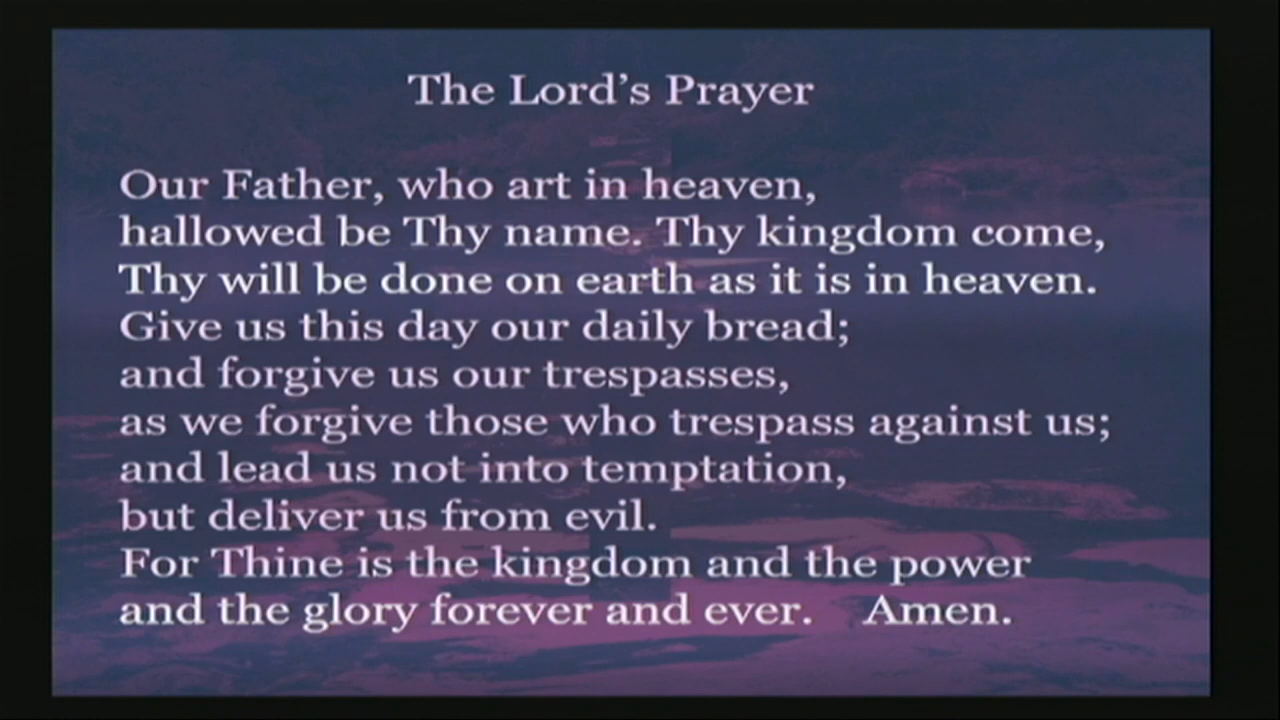 The Lord’s Prayer
Our Father, who art in heaven,
hallowed be Thy name. Thy kingdom come,
Thy will be done on earth as it is in heaven.
Give us this day our daily bread;
and forgive us our trespasses,
as we forgive those who trespass against us;
and lead us not into temptation,
but deliver us from evil.
For Thine is the kingdom and the power
and the glory forever and ever. Amen.